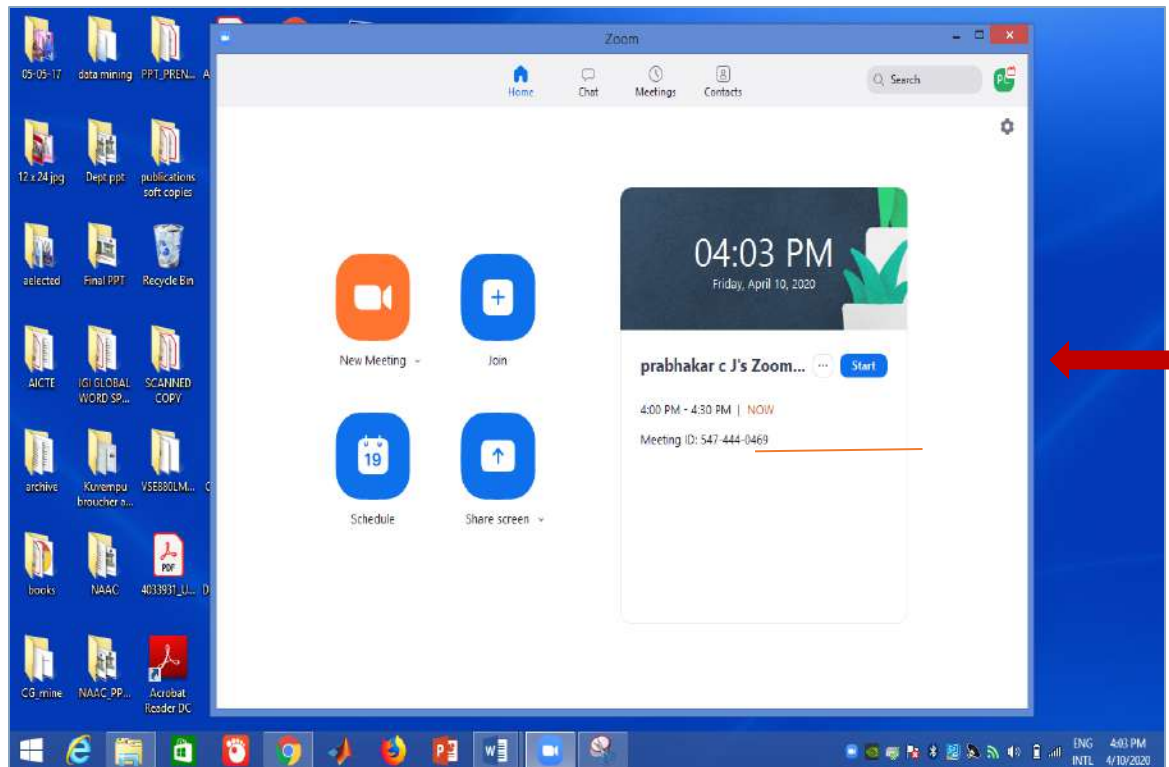 Zoom
Home
Chat
Meetings
Contacts
Search
05-05-17
data mining
PPT_PREN...
12 x 24 jpg
Dept ppt
publications
soft copies
selected
Final PPT
Recycle Bin
AICTE
IGI GLOBAL
WORD SP...
SCANNED
COPY
archive
Kuvempu
broucher a...
VSE880LM...
books
NAAC
PDF
4033931_U...
CG_mine
NAAC_PP...
Acrobat
Reader DC
New Meeting
Join
19
Schedule
Share screen
04:03 PM
Friday, April 10, 2020
prabhakar c J's Zoom...
Start
4:00 PM - 4:30 PM | NOW
Meeting ID: 547-444-0469
ENG
INTL
4:03 PM
4/10/2020